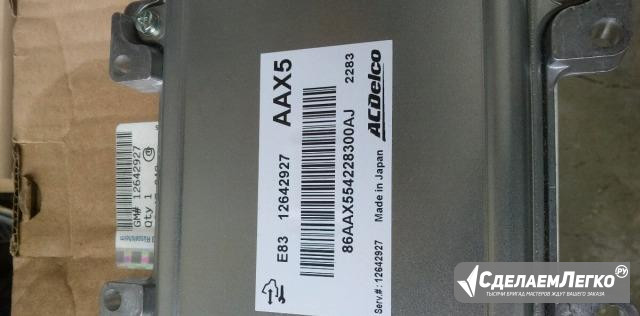 E83 12642927 AAX5
86AAX554228300AJ 2283
Serv.#: 12642927 Made in Japan ACDelco
GM# 12642927
Qty 1
СделаемЛегко РУ
ТЫСЯЧИ БРИГАД МАСТЕРОВ ЖДУТ ВАШЕГО ЗАКАЗА